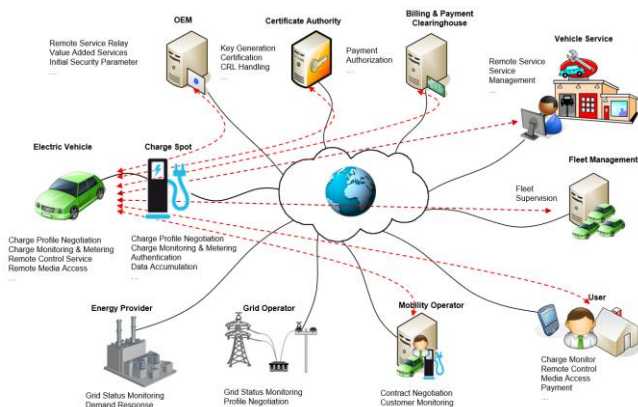 OEM
Remote Service Relay
Value Added Services
Initial Security Parameter
...
Certificate Authority
Key Generation
Certification
CRL Handling
...
Billing & Payment
Clearinghouse
Payment
Authorization
...
Vehicle Service
Remote Service
Service
Management
...
Electric Vehicle
Charge Profile Negotiation
Charge Monitoring & Metering
Remote Control Service
Remote Media Access
...
Charge Spot
Charge Profile Negotiation
Charge Monitoring & Metering
Authentication
Data Accumulation
...
Fleet Management
Fleet
Supervision
Energy Provider
Grid Status Monitoring
Demand Response
Grid Operator
Grid Status Monitoring
Profile Negotiation
Mobility Operator
Contract Negotiation
Customer Monitoring
User
Charge Monitor
Remote Control
Media Access
Payment
...